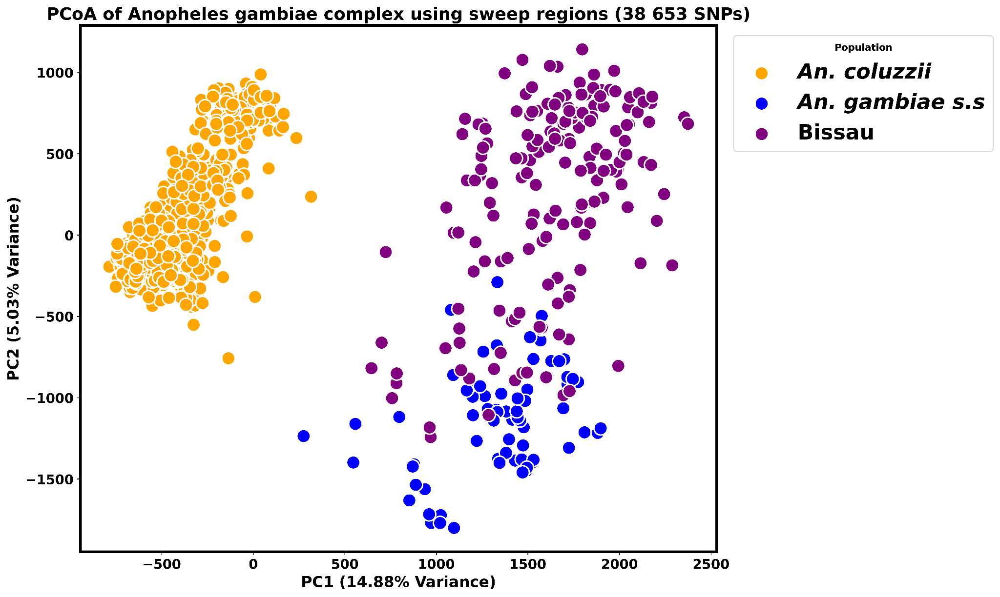 PCoA of Anopheles gambiae complex using sweep regions (38 653 SNPs)
Population
An. coluzzii
An. gambiae s.s
Bissau
PC2 (5.03% Variance)
1000
500
0
−500
−1000
−1500
−500
0
500
1000
1500
2000
2500
PC1 (14.88% Variance)